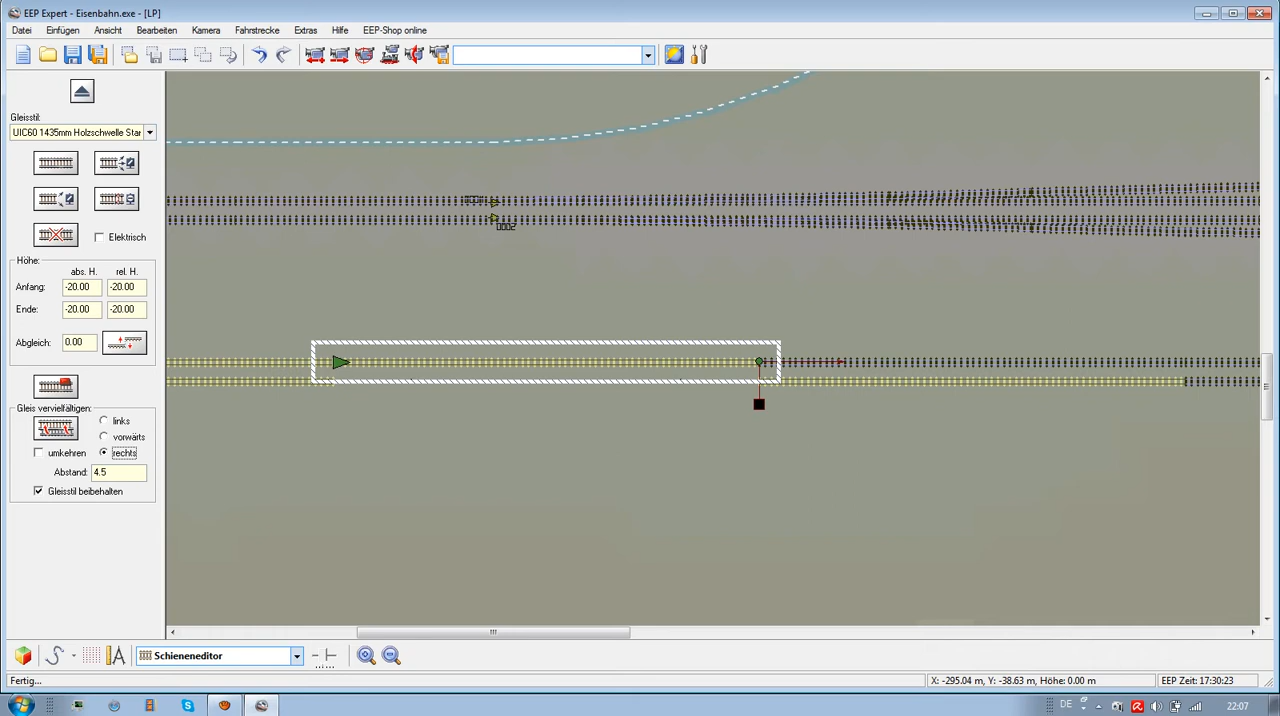 EEP Expert - Eisenbahn.exe - [LP]
Datei Einfügen Ansicht Bearbeiten Kamera Fahrstrecke Extras Hilfe EEP-Shop online
Gleisstil:
UIC60 1435mm Holzschwelle Star
Elektrisch
Höhe:
abs. H. rel. H.
Anfang: -20.00 -20.00
Ende: -20.00 -20.00
Abgleich: 0.00
Gleis vervielfältigen:
links
vorwärts
umkehren rechts
Abstand: 4.5
Gleisstil beibehalten
0002
Schieneneditor
Fertig... X: -295.04 m, Y: -38.63 m, Höhe: 0.00 m EEP Zeit: 17:30:23
DE 22:07